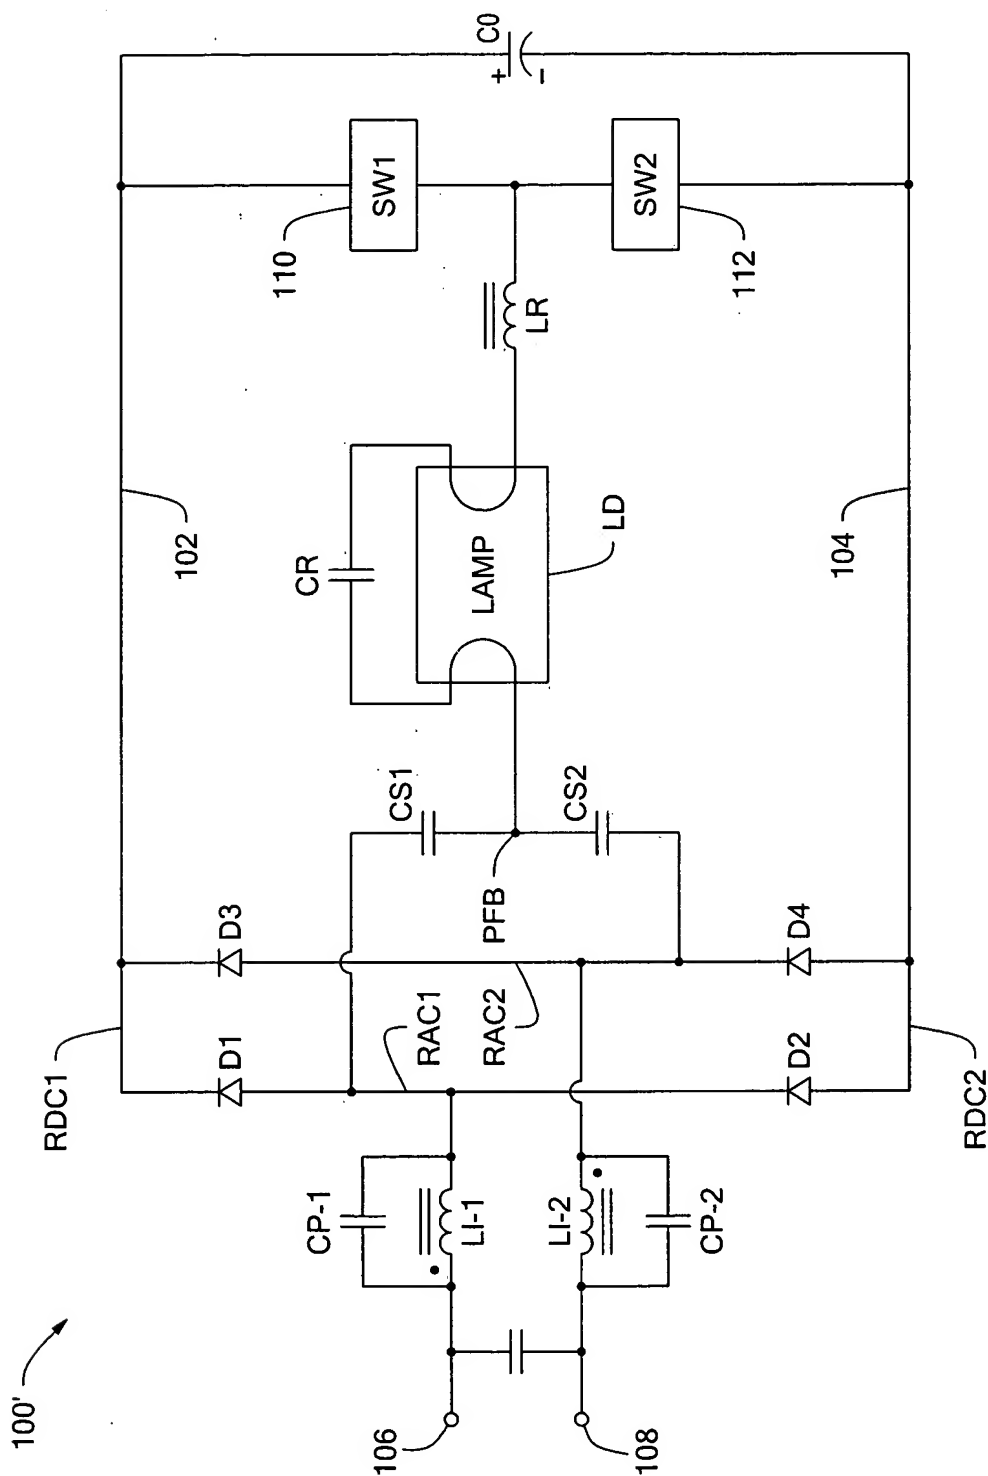 100'
106
108
CP-1
LI-1
LI-2
CP-2
RDC1
D1
D3
RAC1
RAC2
D2
D4
RDC2
PFB
CS1
CS2
102
CR
LAMP
LD
104
LR
110
SW1
SW2
112
C0
+
-